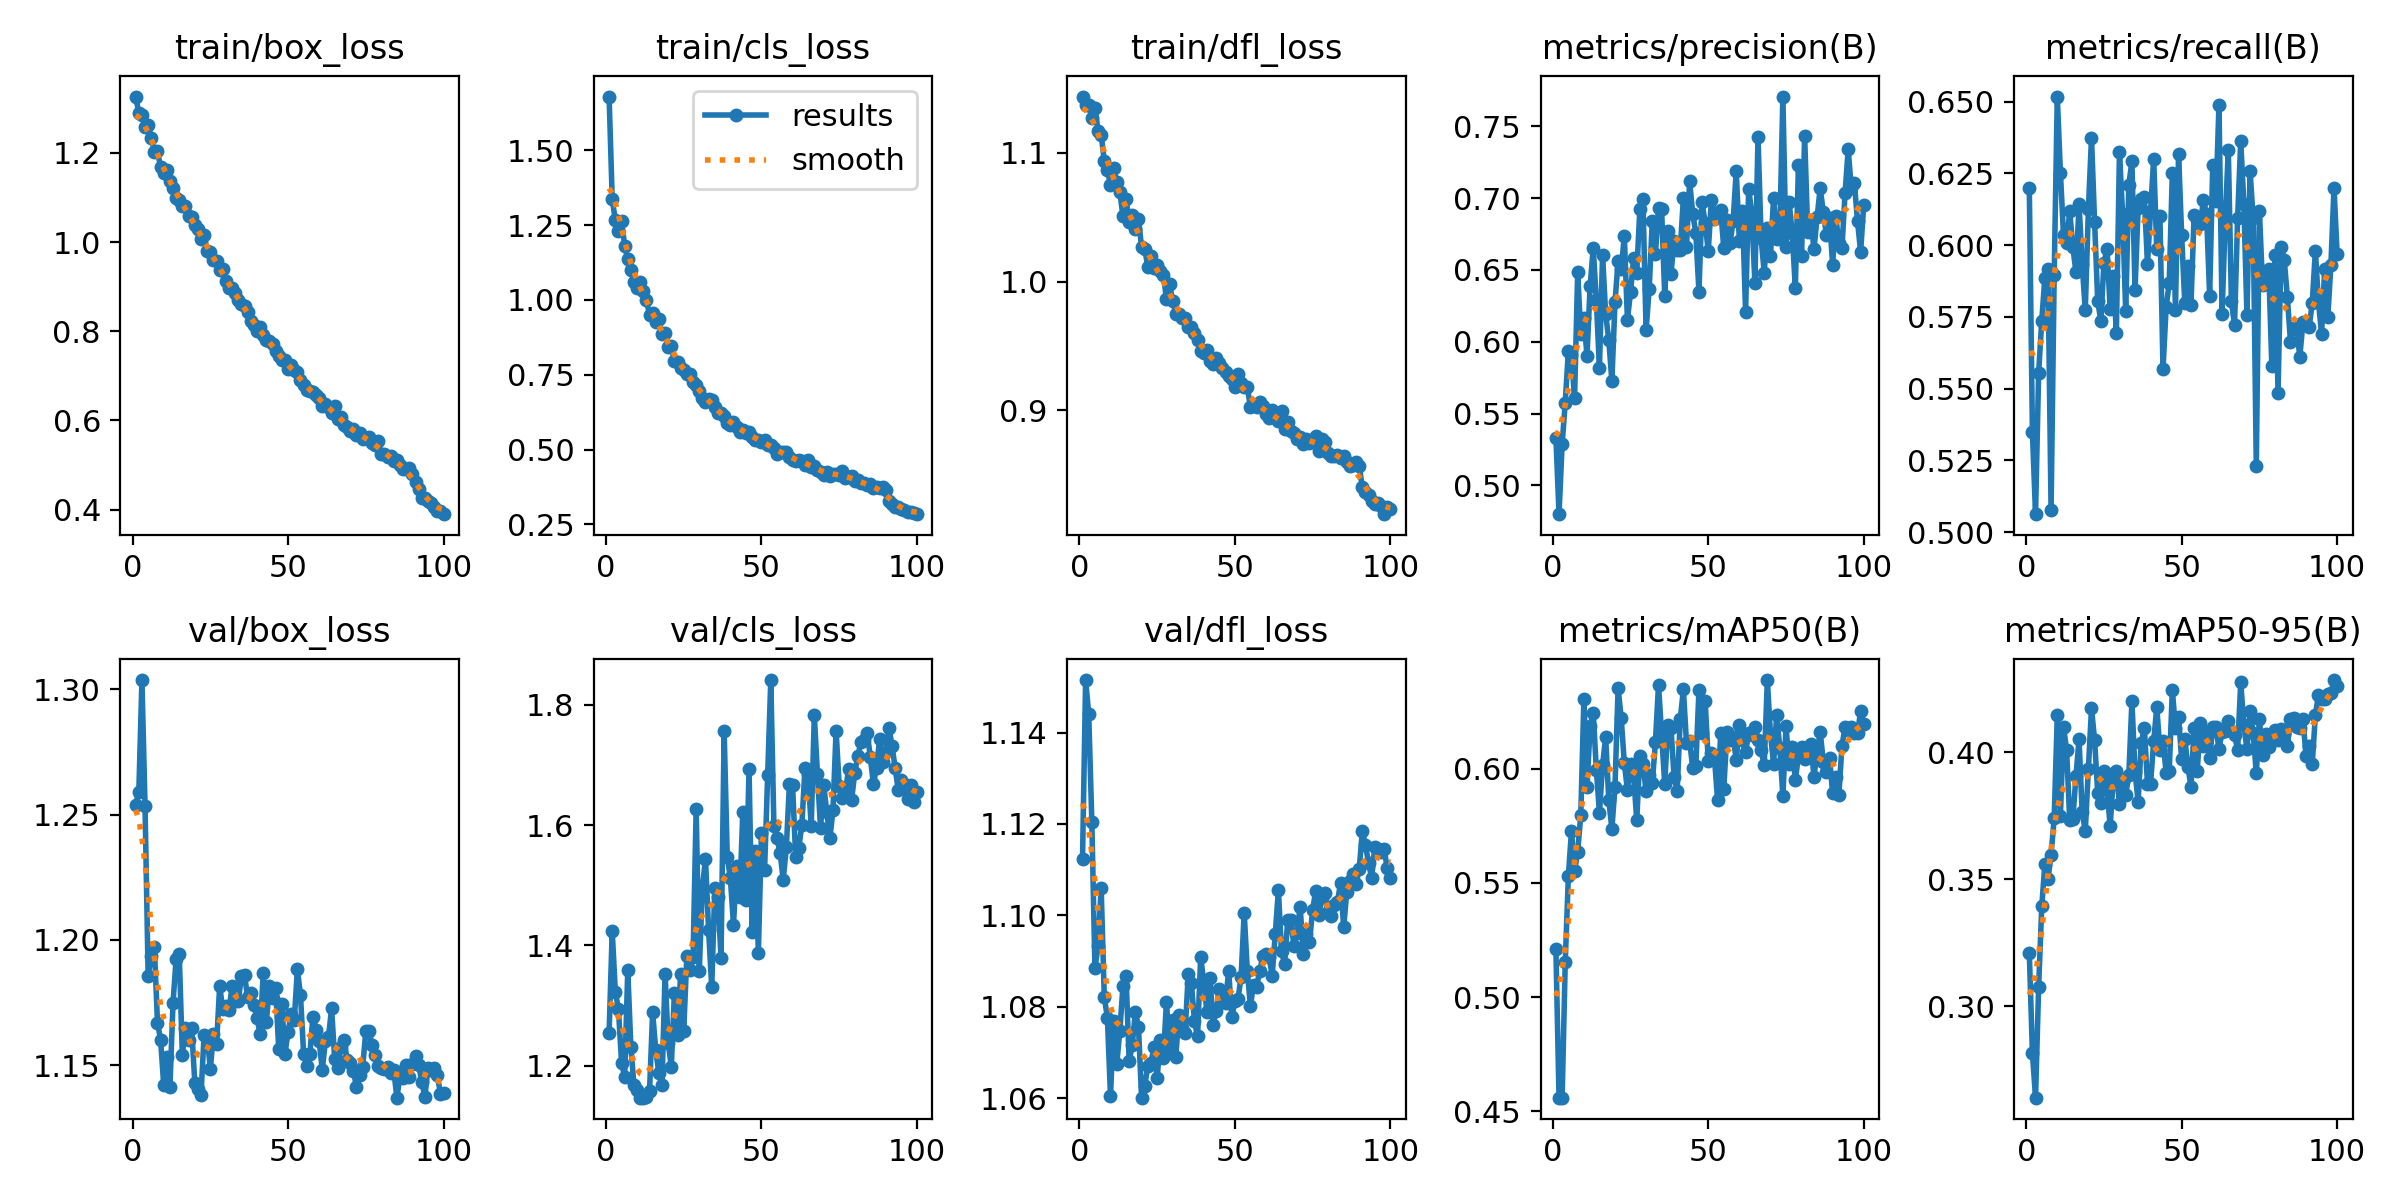 train/box_loss
1.2
1.0
0.8
0.6
0.4
0 50 100
train/cls_loss
results
smooth
1.50
1.25
1.00
0.75
0.50
0.25
0 50 100
train/dfl_loss
1.1
1.0
0.9
0 50 100
metrics/precision(B)
0.75
0.70
0.65
0.60
0.55
0.50
0 50 100
metrics/recall(B)
0.650
0.625
0.600
0.575
0.550
0.525
0.500
0 50 100
val/box_loss
1.30
1.25
1.20
1.15
0 50 100
val/cls_loss
1.8
1.6
1.4
1.2
0 50 100
val/dfl_loss
1.14
1.12
1.10
1.08
1.06
0 50 100
metrics/mAP50(B)
0.60
0.55
0.50
0.45
0 50 100
metrics/mAP50-95(B)
0.40
0.35
0.30
0 50 100